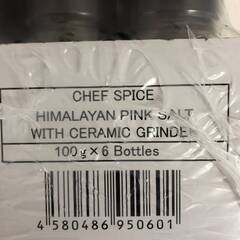 CHEF SPICE
HIMALAYAN PINK SALT
WITH CERAMIC GRINDER
100g×6 Bottles
4 580486 950601